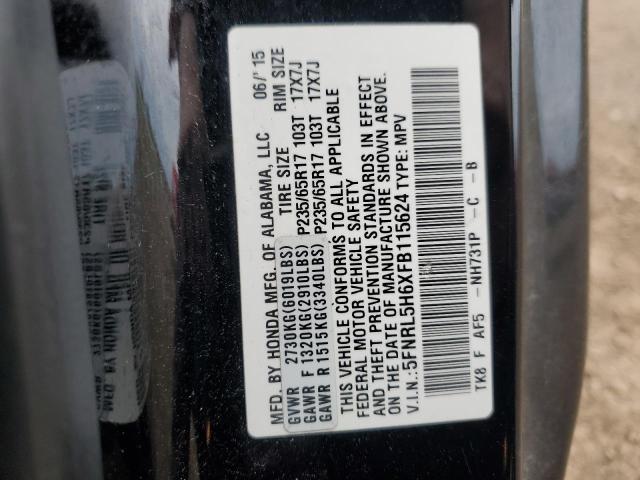 MFD. BY HONDA MFG. OF ALABAMA, LLC 06/'15
GVWR 2730KG(6019LBS) TIRE SIZE RIM SIZE
GAWR F 1320KG(2910LBS) P235/65R17 103T 17X7J
GAWR R 1515KG(3340LBS) P235/65R17 103T 17X7J
THIS VEHICLE CONFORMS TO ALL APPLICABLE
FEDERAL MOTOR VEHICLE SAFETY
AND THEFT PREVENTION STANDARDS IN EFFECT
ON THE DATE OF MANUFACTURE SHOWN ABOVE.
V.I.N.:5FNRL5H6XFB115624 TYPE: MPV
TK8 F AF5 -NH731P -C -B